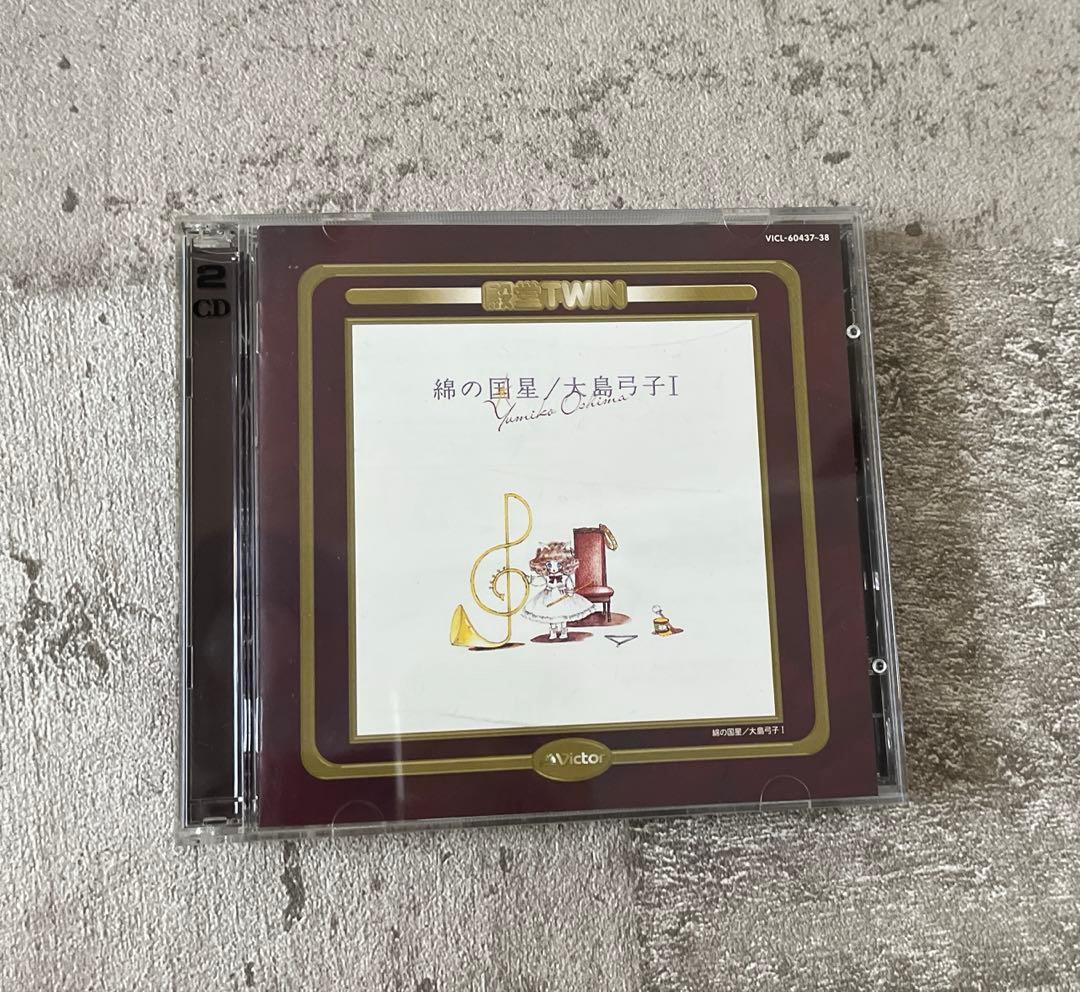 VICL-60437~38
2
CD
殿堂TWIN
綿の国星/大島弓子I
Yumiko Oshima
綿の国星/大島弓子I
Victor